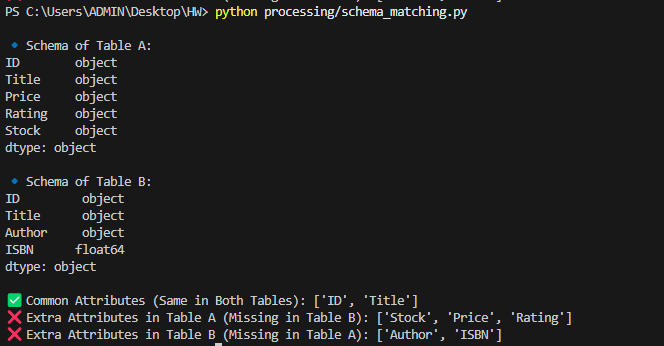 PS C:\Users\ADMIN\Desktop\HW> python processing/schema_matching.py
🔹 Schema of Table A:
ID object
Title object
Price object
Rating object
Stock object
dtype: object
🔹 Schema of Table B:
ID object
Title object
Author object
ISBN float64
dtype: object
✅ Common Attributes (Same in Both Tables): ['ID', 'Title']
❌ Extra Attributes in Table A (Missing in Table B): ['Stock', 'Price', 'Rating']
❌ Extra Attributes in Table B (Missing in Table A): ['Author', 'ISBN']